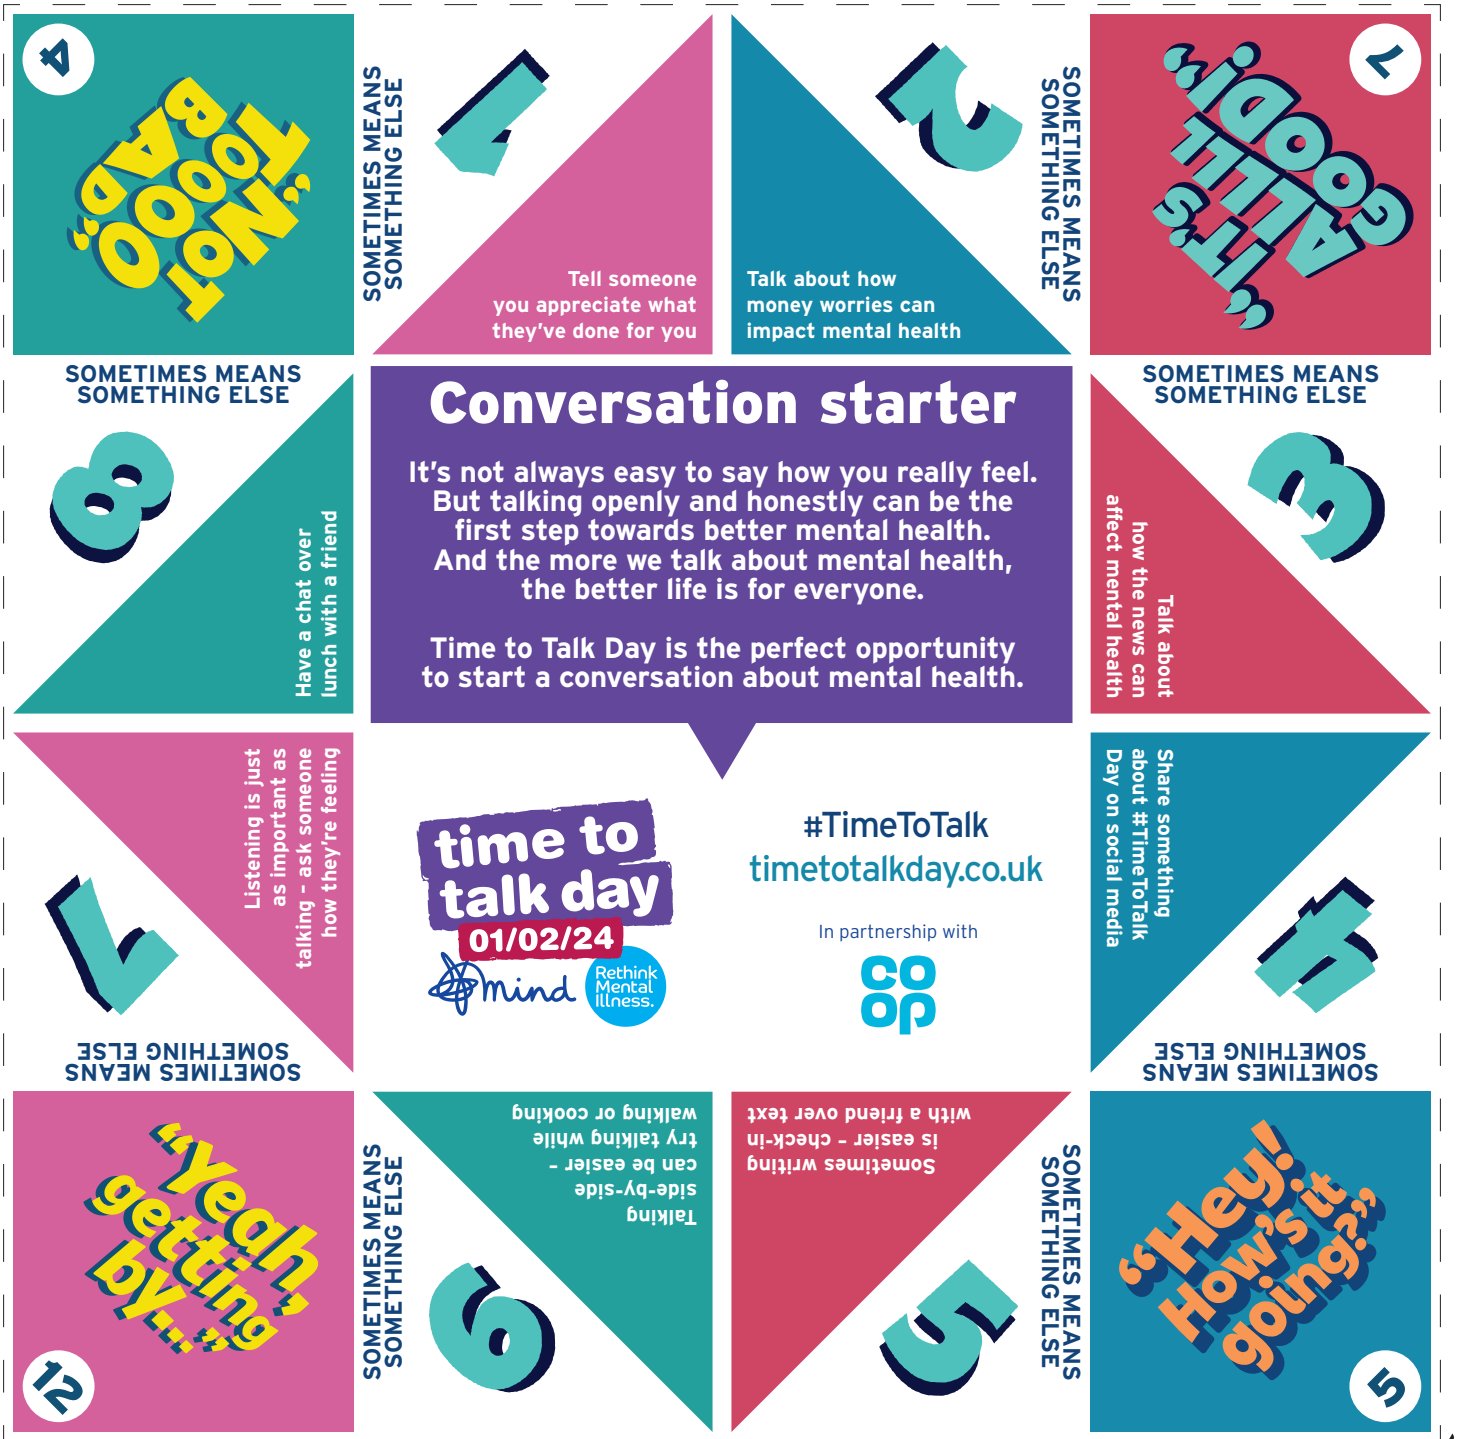 4
"NOT
TOOO
BOOO
AD"
SOMETIMES MEANS
SOMETHING ELSE
1
Tell someone
you appreciate what
they've done for you
2
Talk about how
money worries can
impact mental health
SOMETIMES MEANS
SOMETHING ELSE
7
"IT'S
ALLLL
GOOOD!"
SOMETIMES MEANS
SOMETHING ELSE
8
Have a chat over
lunch with a friend
Conversation starter
It's not always easy to say how you really feel.
But talking openly and honestly can be the
first step towards better mental health.
And the more we talk about mental health,
the better life is for everyone.
Time to Talk Day is the perfect opportunity
to start a conversation about mental health.
SOMETIMES MEANS
SOMETHING ELSE
3
Talk about
how the news can
affect mental health
Listening is just
as important as
talking - ask someone
how they're feeling
7
time to
talk day
01/02/24
mind
Rethink
Mental
Illness.
#TimeToTalk
timetotalkday.co.uk
In partnership with
CO
OP
Share something
about #TimeToTalk
Day on social media
4
SOMETIMES MEANS
SOMETHING ELSE
"Yeah,
getting
by..."
12
SOMETIMES MEANS
SOMETHING ELSE
Talking
side-by-side
can be easier -
try talking while
walking or cooking
6
Sometimes writing
is easier - check-in
with a friend over text
5
SOMETIMES MEANS
SOMETHING ELSE
SOMETIMES MEANS
SOMETHING ELSE
"Hey!
How's it
going?"
5